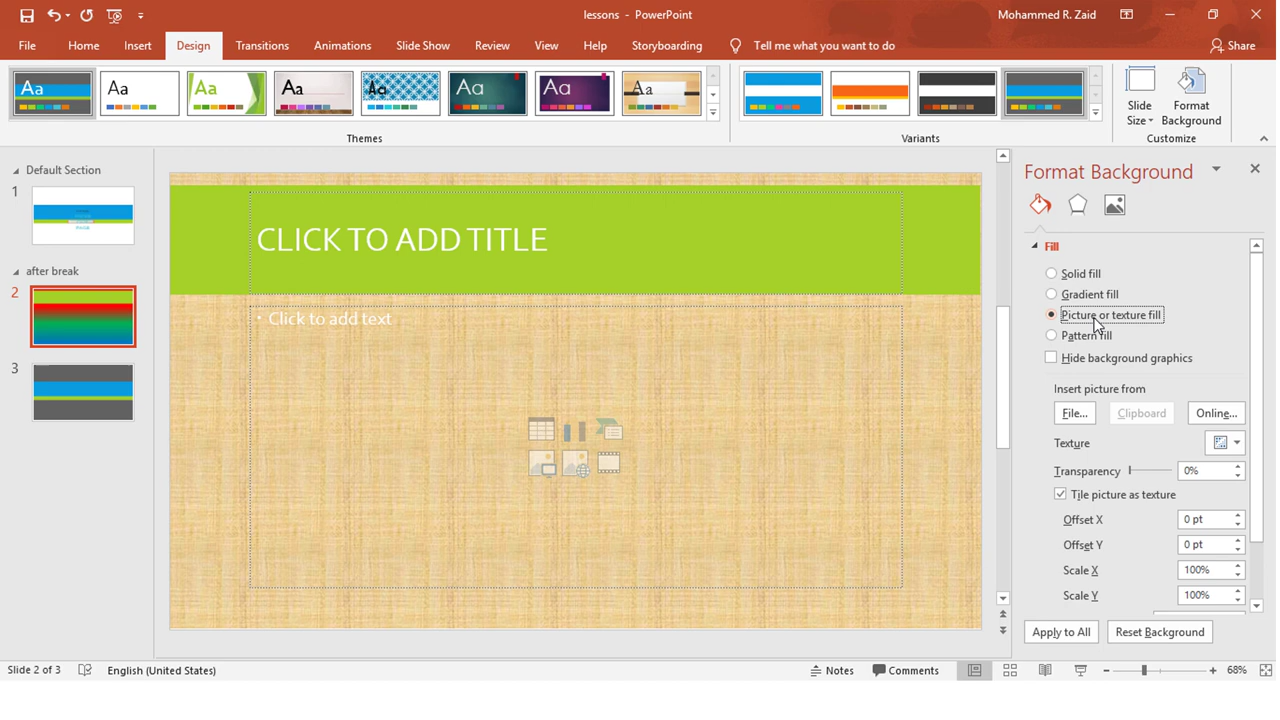 lessons - PowerPoint
Mohammed R. Zaid
File Home Insert Design Transitions Animations Slide Show Review View Help Storyboarding Tell me what you want to do Share
Aa Aa Aa Aa Aa Aa Aa Aa
Slide Size
Format Background
Themes
Variants
Customize
Default Section
1
after break
2
3
CLICK TO ADD TITLE
• Click to add text
Format Background
Fill
Solid fill
Gradient fill
Picture or texture fill
Pattern fill
Hide background graphics
Insert picture from
File... Clipboard Online...
Texture
Transparency 0%
Tile picture as texture
Offset X 0 pt
Offset Y 0 pt
Scale X 100%
Scale Y 100%
Apply to All Reset Background
Slide 2 of 3 English (United States) Notes Comments 68%